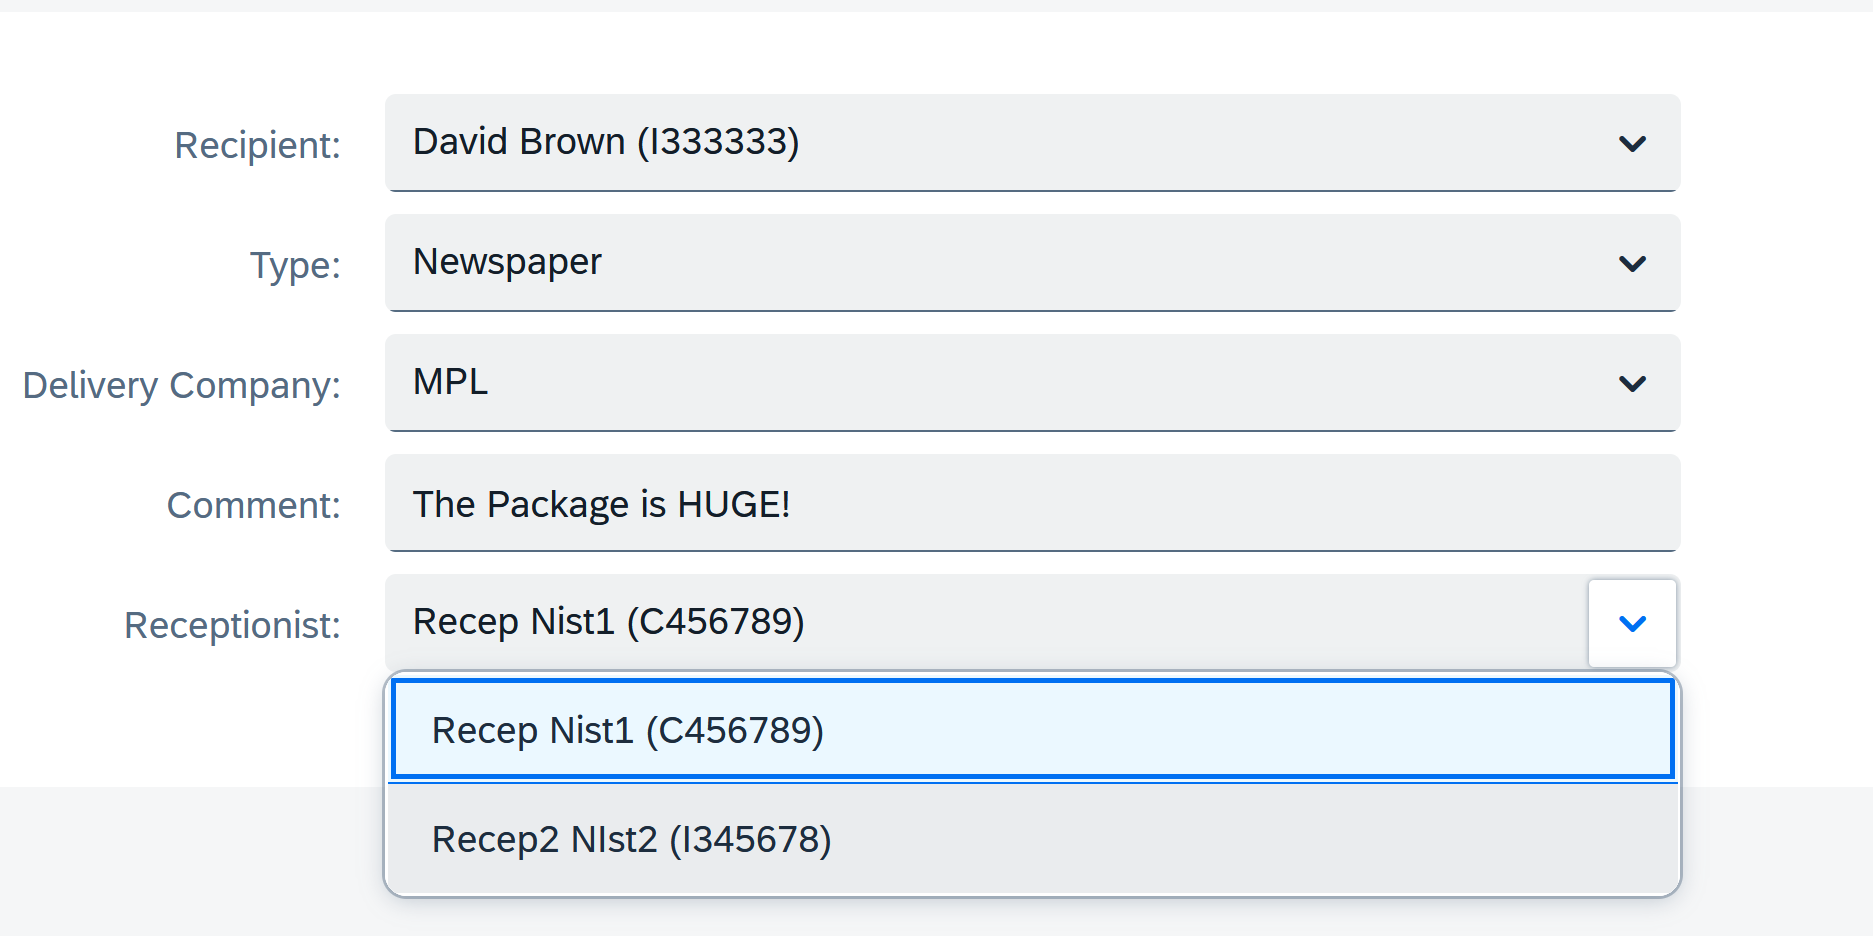 Recipient: David Brown (I333333)
Type: Newspaper
Delivery Company: MPL
Comment: The Package is HUGE!
Receptionist: Recep Nist1 (C456789)
Recep Nist1 (C456789)
Recep2 NIst2 (I345678)